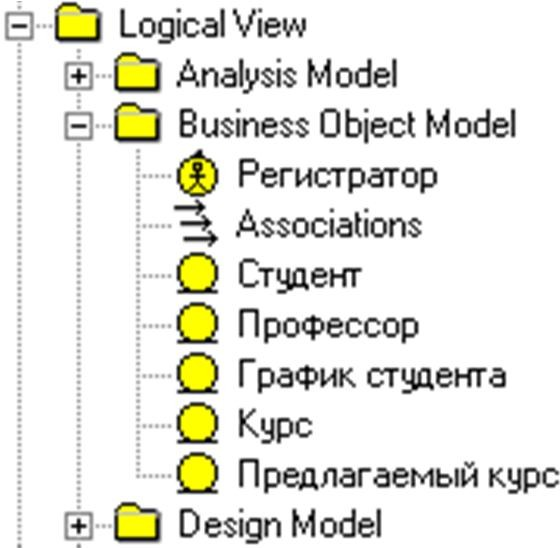 Logical View
Analysis Model
Business Object Model
Регистратор
Associations
Студент
Профессор
График студента
Курс
Предлагаемый курс
Design Model